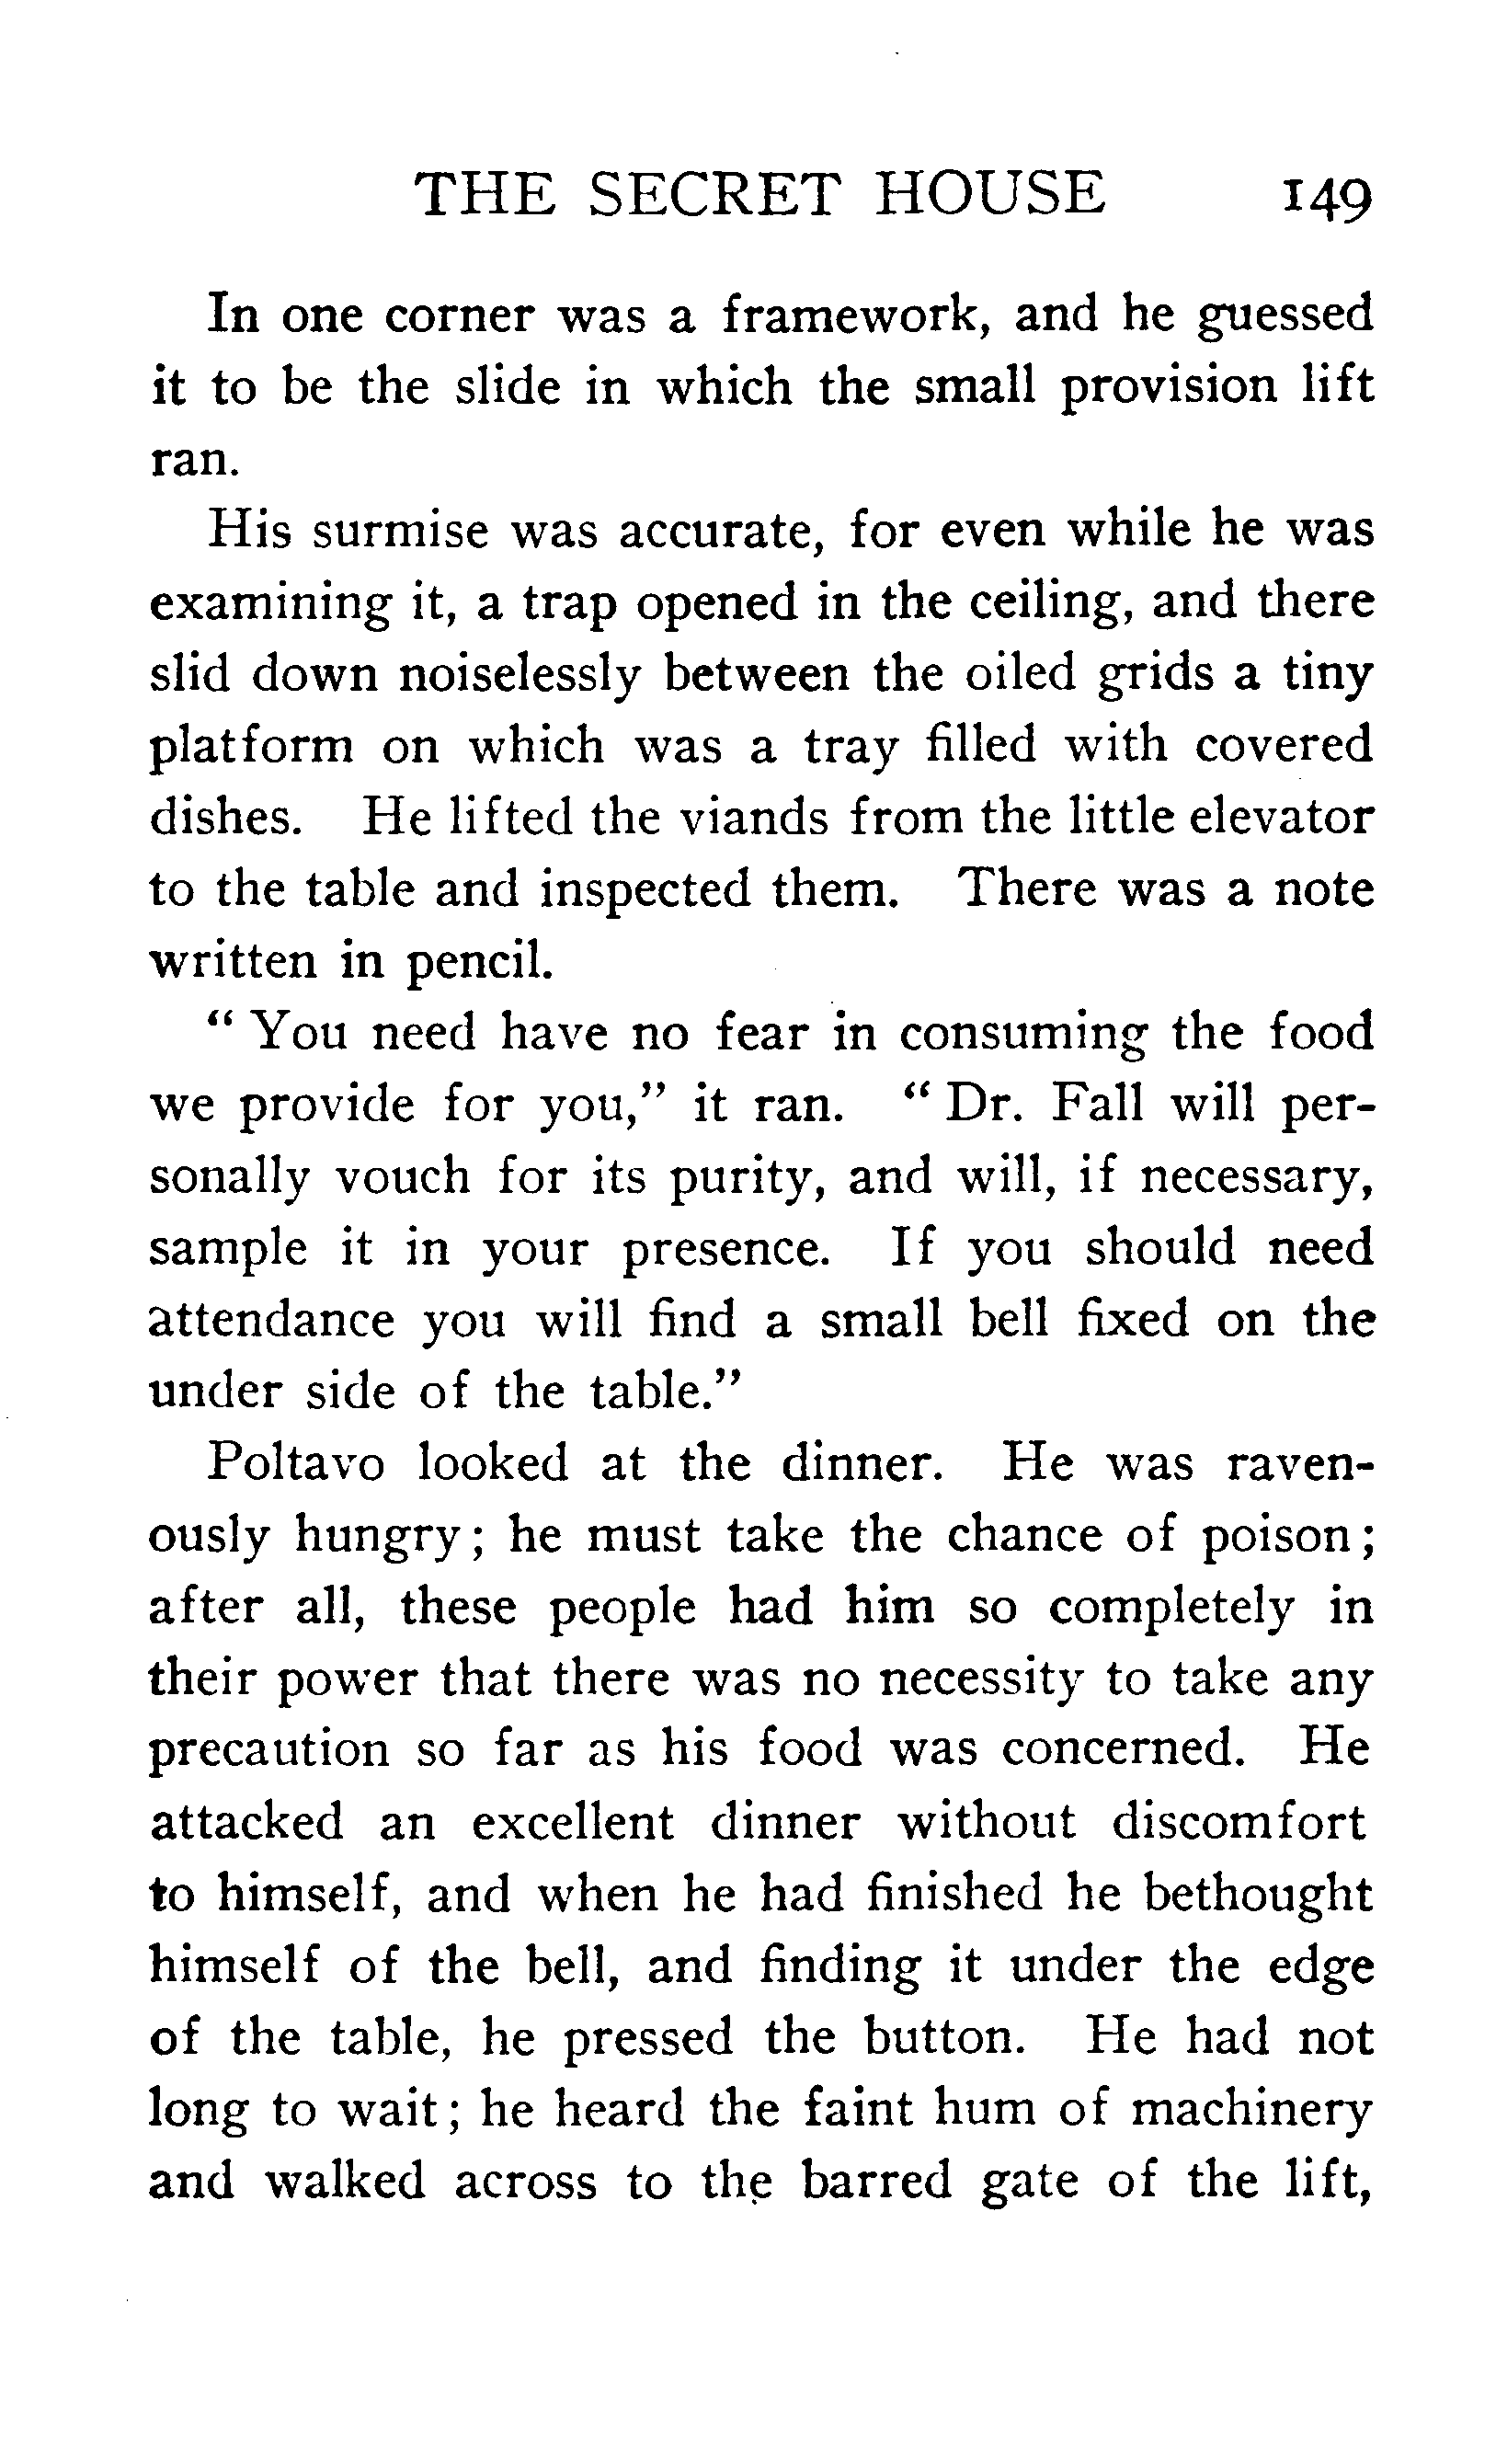 THE SECRET HOUSE 149
In one corner was a framework, and he guessed
it to be the slide in which the small provision lift
ran.
His surmise was accurate, for even while he was
examining it, a trap opened in the ceiling, and there
slid down noiselessly between the oiled grids a tiny
platform on which was a tray filled with covered
dishes. He lifted the viands from the little elevator
to the table and inspected them. There was a note
written in pencil.
“ You need have no fear in consuming the food
we provide for you,” it ran. “ Dr. Fall will per-
sonally vouch for its purity, and will, if necessary,
sample it in your presence. If you should need
attendance you will find a small bell fixed on the
under side of the table.”
Poltavo looked at the dinner. He was raven-
ously hungry; he must take the chance of poison;
after all, these people had him so completely in
their power that there was no necessity to take any
precaution so far as his food was concerned. He
attacked an excellent dinner without discomfort
to himself, and when he had finished he bethought
himself of the bell, and finding it under the edge
of the table, he pressed the button. He had not
long to wait; he heard the faint hum of machinery
and walked across to the barred gate of the lift,